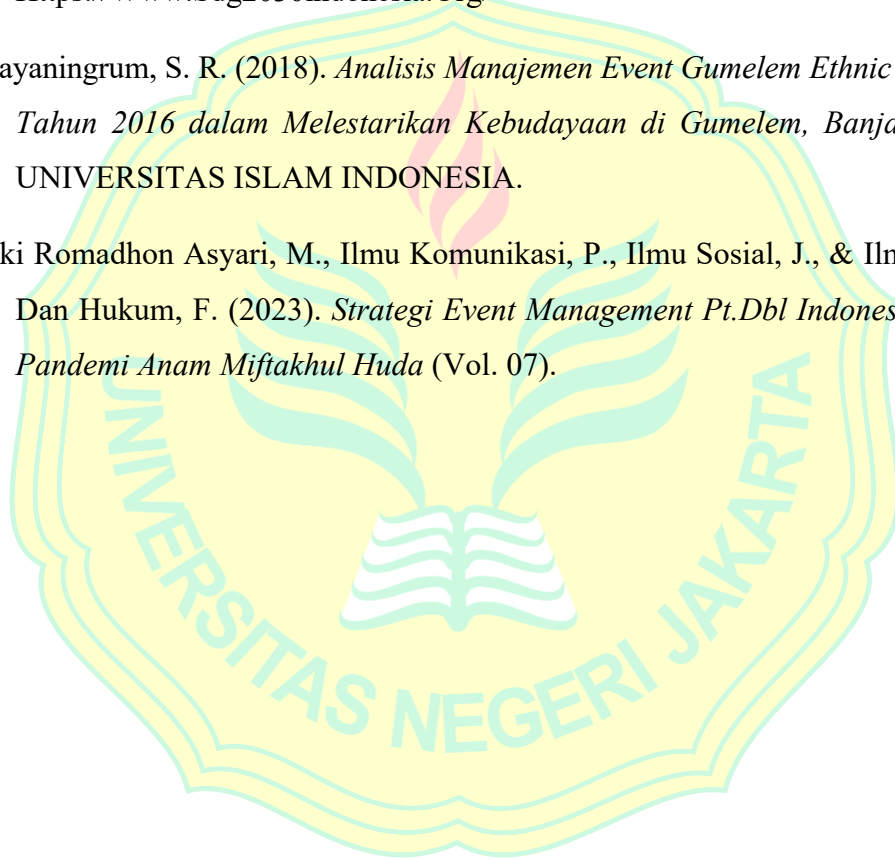 ayaningrum, S. R. (2018). Analisis Manajemen Event Gumelem Ethnic
Tahun 2016 dalam Melestarikan Kebudayaan di Gumelem, Banja
UNIVERSITAS ISLAM INDONESIA.
ki Romadhon Asyari, M., Ilmu Komunikasi, P., Ilmu Sosial, J., &
Dan Hukum, F. (2023). Strategi Event Management Pt.Dbl Indones
Pandemi Anam Miftakhul Huda (Vol. 07).
UNIVERSITAS NEGERI JAKARTA